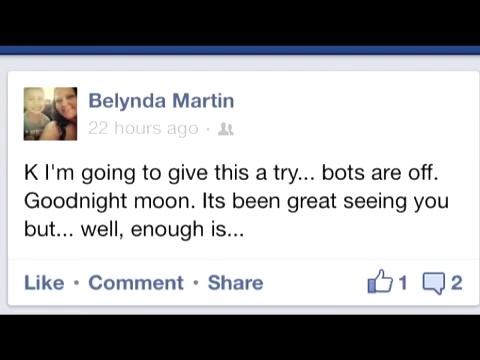 Belynda Martin
22 hours ago ·
K I'm going to give this a try... bots are off.
Goodnight moon. Its been great seeing you
but... well, enough is...
Like • Comment • Share 1 2